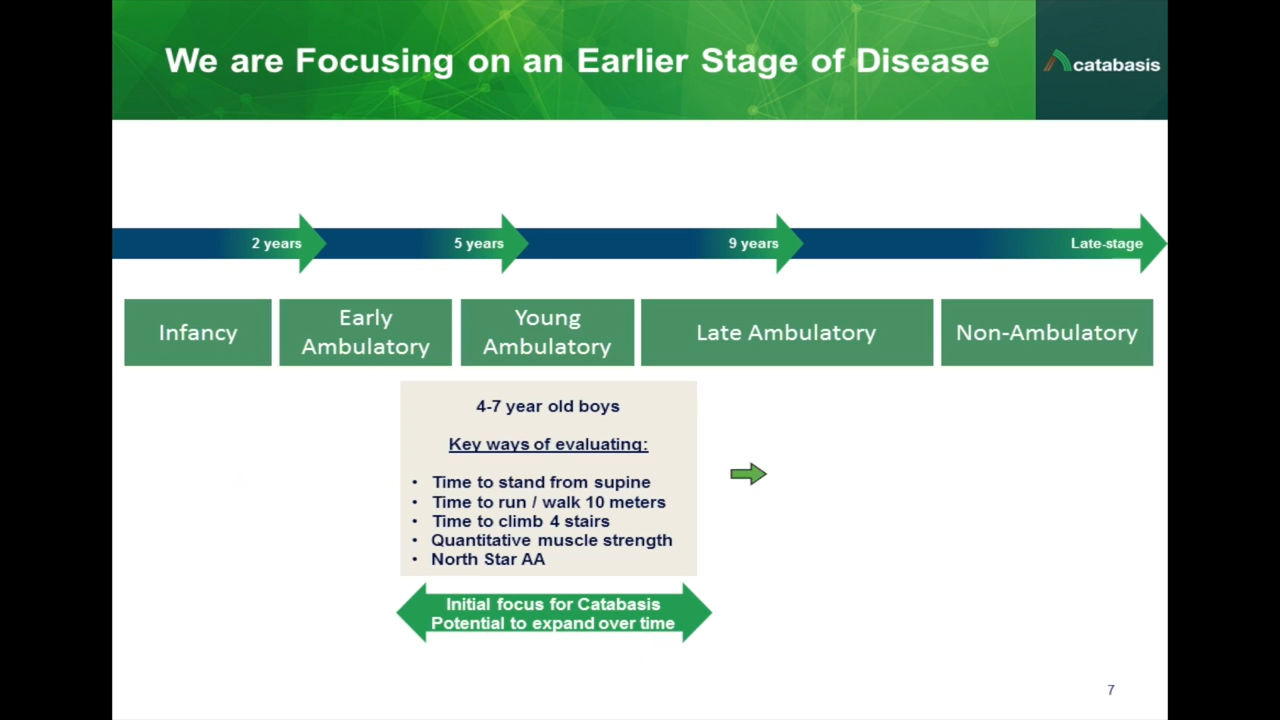 We are Focusing on an Earlier Stage of Disease
catabasis
2 years
5 years
9 years
Late-stage
Infancy
Early
Ambulatory
Young
Ambulatory
Late Ambulatory
Non-Ambulatory
4-7 year old boys
Key ways of evaluating:
• Time to stand from supine
• Time to run / walk 10 meters
• Time to climb 4 stairs
• Quantitative muscle strength
• North Star AA
Initial focus for Catabasis
Potential to expand over time
7